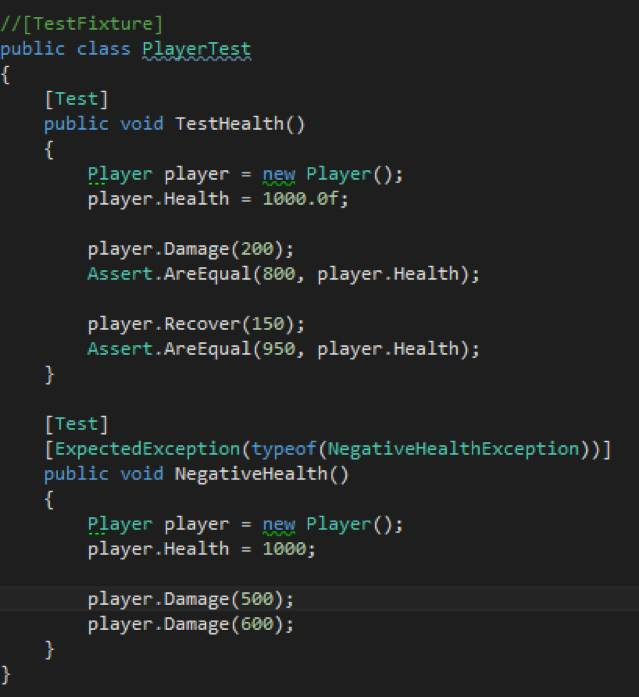 //[TestFixture]
public class PlayerTest
{
    [Test]
    public void TestHealth()
    {
        Player player = new Player();
        player.Health = 1000.0f;

        player.Damage(200);
        Assert.AreEqual(800, player.Health);

        player.Recover(150);
        Assert.AreEqual(950, player.Health);
    }

    [Test]
    [ExpectedException(typeof(NegativeHealthException))]
    public void NegativeHealth()
    {
        Player player = new Player();
        player.Health = 1000;

        player.Damage(500);
        player.Damage(600);
    }
}